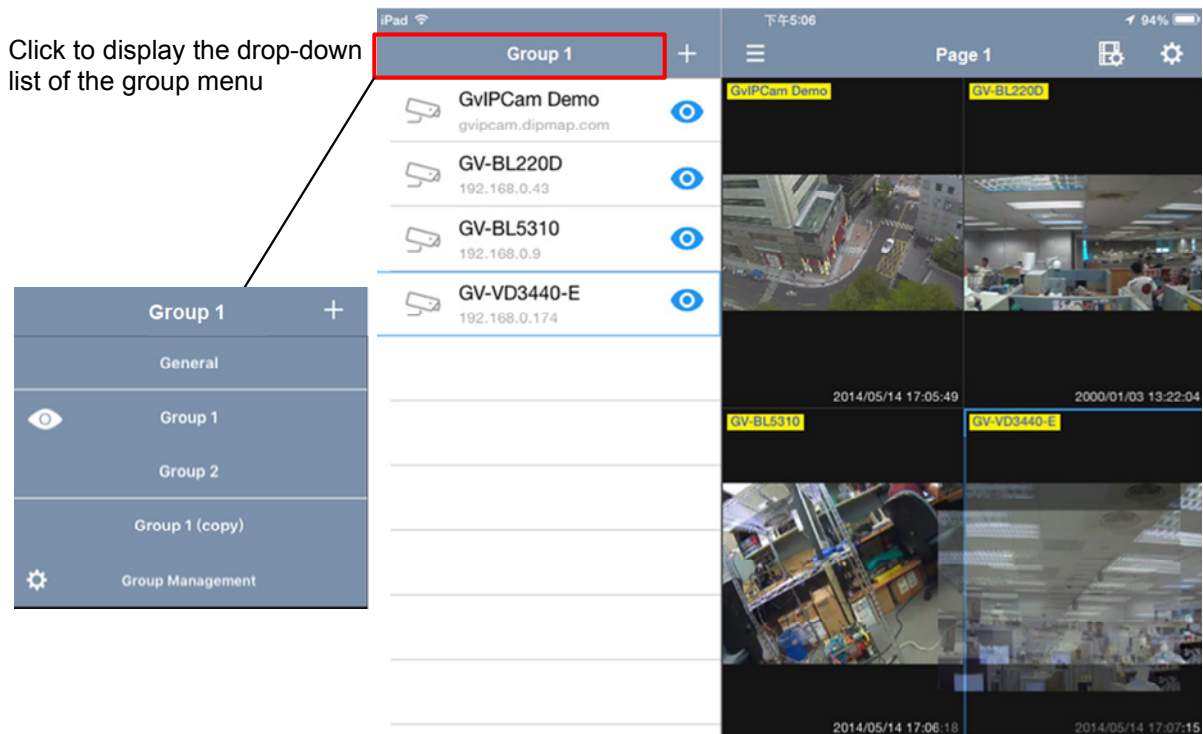 Click to display the drop-down
list of the group menu
iPad
下午5:06
94%
Group 1 +
Page 1
GvIPCam Demo
gvipcam.dipmap.com
GV-BL220D
192.168.0.43
GV-BL5310
192.168.0.9
GV-VD3440-E
192.168.0.174
Group 1 +
General
Group 1
Group 2
Group 1 (copy)
Group Management
GvIPCam Demo
GV-BL220D
2014/05/14 17:05:49
2000/01/03 13:22:04
GV-BL5310
GV-VD3440-E
2014/05/14 17:06:18
2014/05/14 17:07:15